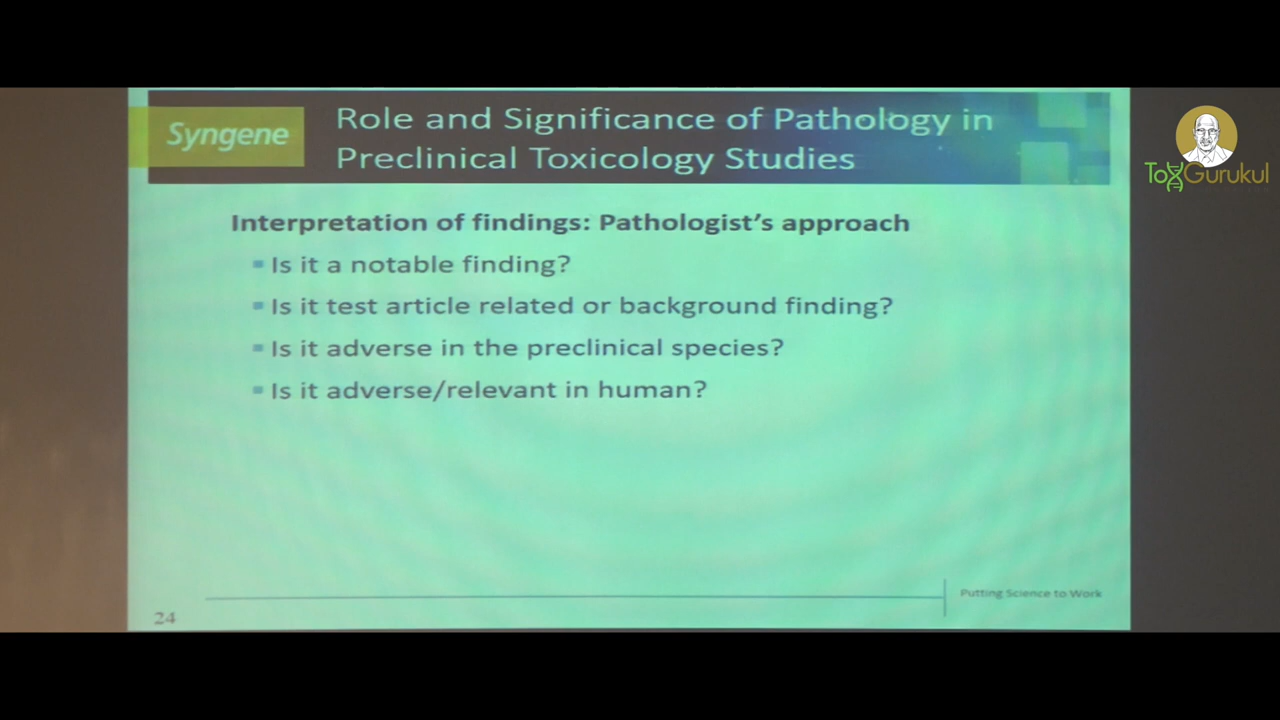 Syngene
Role and Significance of Pathology in
Preclinical Toxicology Studies
ToxGurukul
Interpretation of findings: Pathologist's approach
Is it a notable finding?
Is it test article related or background finding?
Is it adverse in the preclinical species?
Is it adverse/relevant in human?
Putting Science to Work
24